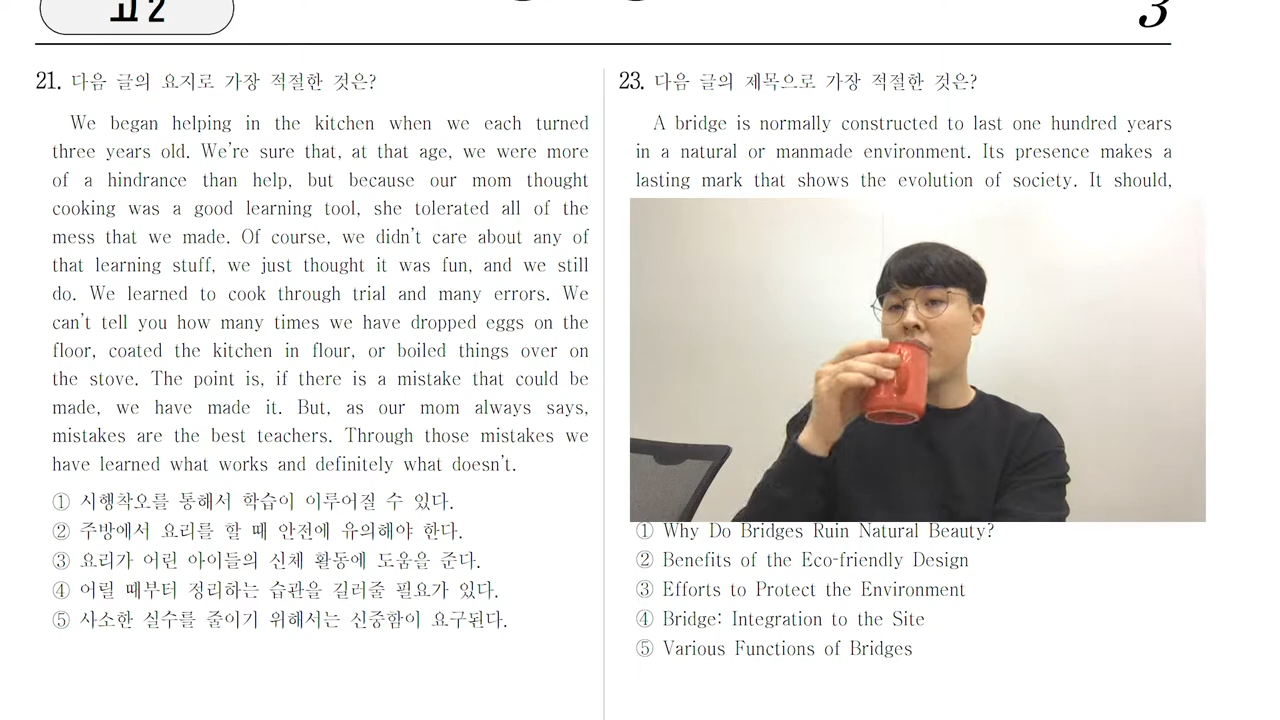 고2
3
21. 다음 글의 요지로 가장 적절한 것은?
We began helping in the kitchen when we each turned
three years old. We're sure that, at that age, we were more
of a hindrance than help, but because our mom thought
cooking was a good learning tool, she tolerated all of the
mess that we made. Of course, we didn't care about any of
that learning stuff, we just thought it was fun, and we still
do. We learned to cook through trial and many errors. We
can't tell you how many times we have dropped eggs on the
floor, coated the kitchen in flour, or boiled things over on
the stove. The point is, if there is a mistake that could be
made, we have made it. But, as our mom always says,
mistakes are the best teachers. Through those mistakes we
have learned what works and definitely what doesn't.
① 시행착오를 통해서 학습이 이루어질 수 있다.
② 주방에서 요리를 할 때 안전에 유의해야 한다.
③ 요리가 어린 아이들의 신체 활동에 도움을 준다.
④ 어릴 때부터 정리하는 습관을 길러줄 필요가 있다.
⑤ 사소한 실수를 줄이기 위해서는 신중함이 요구된다.
23. 다음 글의 제목으로 가장 적절한 것은?
A bridge is normally constructed to last one hundred years
in a natural or manmade environment. Its presence makes a
lasting mark that shows the evolution of society. It should,
① Why Do Bridges Ruin Natural Beauty?
② Benefits of the Eco-friendly Design
③ Efforts to Protect the Environment
④ Bridge: Integration to the Site
⑤ Various Functions of Bridges